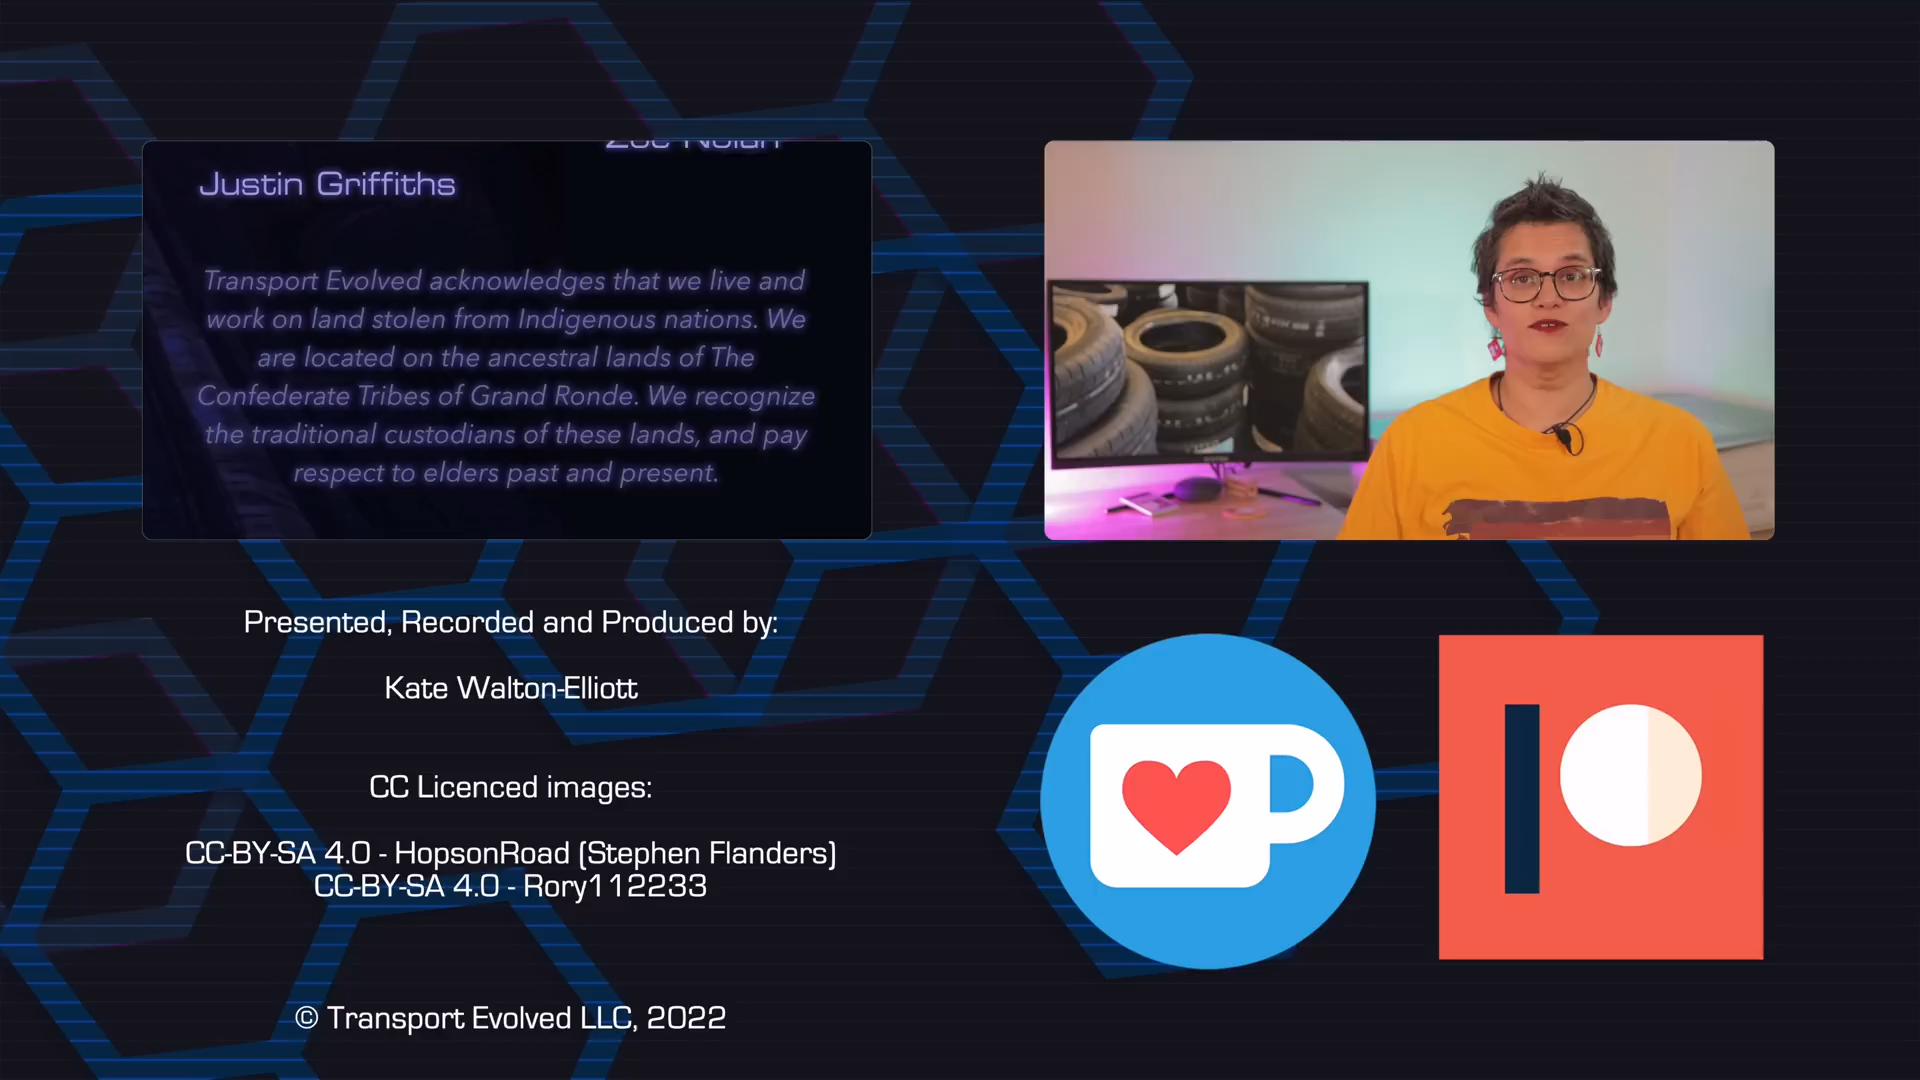 Zoe Nolan
Justin Griffiths
Transport Evolved acknowledges that we live and
work on land stolen from Indigenous nations. We
are located on the ancestral lands of The
Confederate Tribes of Grand Ronde. We recognize
the traditional custodians of these lands, and pay
respect to elders past and present.
Presented, Recorded and Produced by:
Kate Walton-Elliott
CC Licenced images:
CC-BY-SA 4.0 - HopsonRoad (Stephen Flanders)
CC-BY-SA 4.0 - Rory112233
© Transport Evolved LLC, 2022